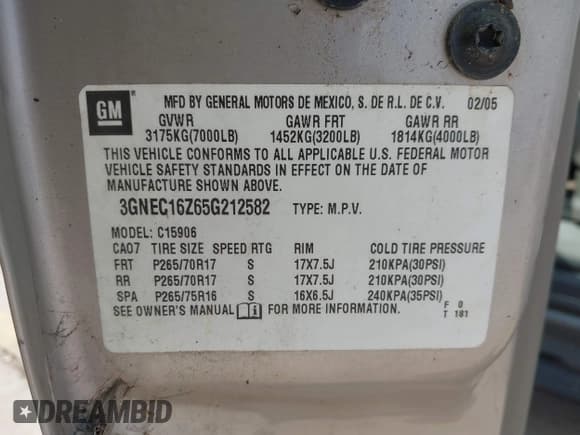 GM
MFD BY GENERAL MOTORS DE MEXICO, S. DE R.L. DE C.V. 02/05
GVWR GAWR FRT GAWR RR
3175KG(7000LB) 1452KG(3200LB) 1814KG(4000LB)
THIS VEHICLE CONFORMS TO ALL APPLICABLE U.S. FEDERAL MOTOR
VEHICLE SAFETY STANDARDS IN EFFECT ON THE DATE OF
MANUFACTURE SHOWN ABOVE.
3GNEC16Z65G212582 TYPE: M.P.V.
MODEL: C15906
CA07 TIRE SIZE SPEED RTG RIM COLD TIRE PRESSURE
FRT P265/70R17 S 17X7.5J 210KPA(30PSI)
RR P265/70R17 S 17X7.5J 210KPA(30PSI)
SPA P265/75R16 S 16X6.5J 240KPA(35PSI)
SEE OWNER'S MANUAL FOR MORE INFORMATION.
F 0
T 181
DREAMBID